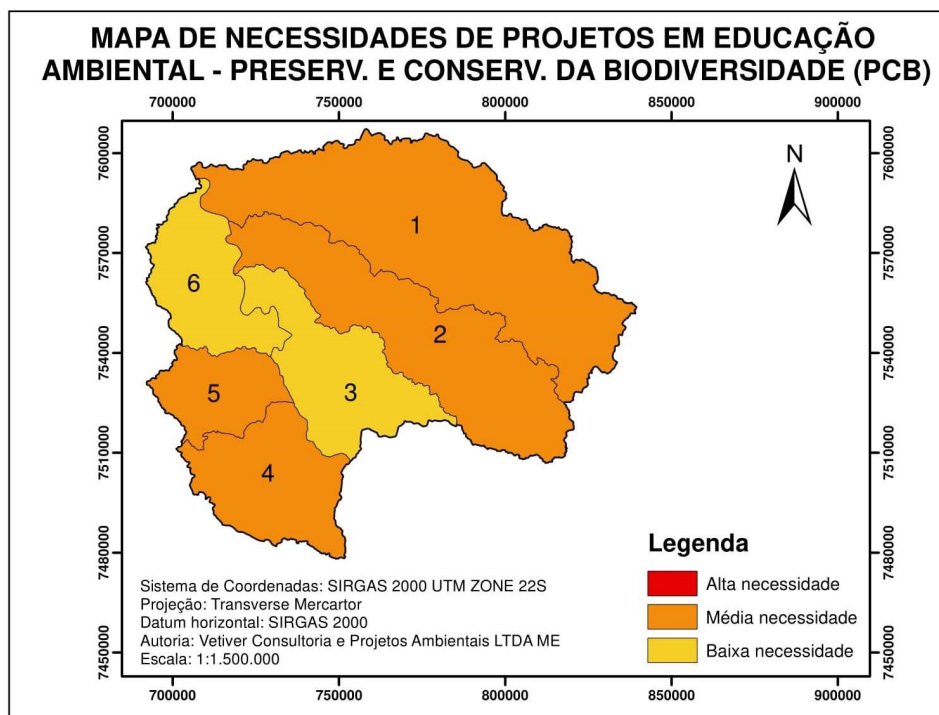 MAPA DE NECESSIDADES DE PROJETOS EM EDUCAÇÃO
AMBIENTAL - PRESERV. E CONSERV. DA BIODIVERSIDADE (PCB)
700000 750000 800000 850000 900000
7600000 7600000
N
1
7570000 7570000
6
2
7540000 7540000
5
3
7510000 7510000
4
7480000 7480000
Legenda
Alta necessidade
Média necessidade
Baixa necessidade
Sistema de Coordenadas: SIRGAS 2000 UTM ZONE 22S
Projeção: Transverse Mercartor
Datum horizontal: SIRGAS 2000
Autoria: Vetiver Consultoria e Projetos Ambientais LTDA ME
Escala: 1:1.500.000
7450000 7450000
700000 750000 800000 850000 900000